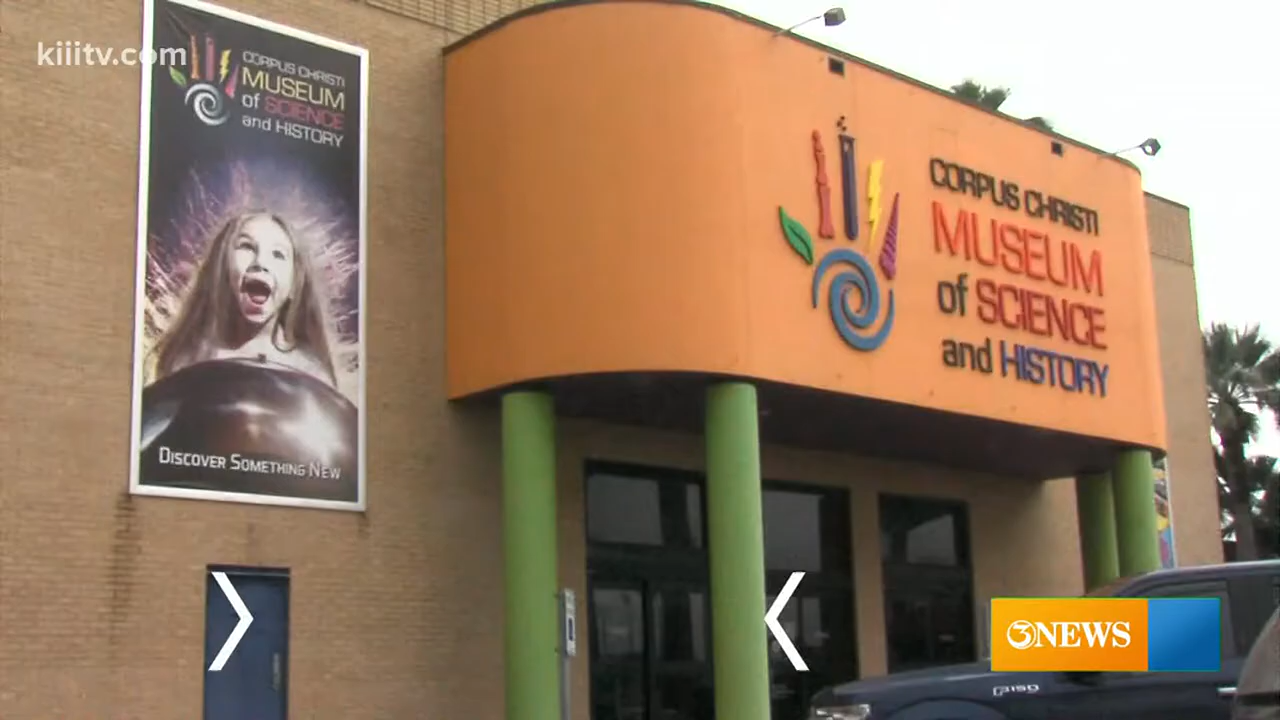 kiiitv.com
CORPUS CHRISTI
MUSEUM
of SCIENCE
and HISTORY
DISCOVER SOMETHING NEW
CORPUS CHRISTI
MUSEUM
of SCIENCE
and HISTORY
3NEWS
F150